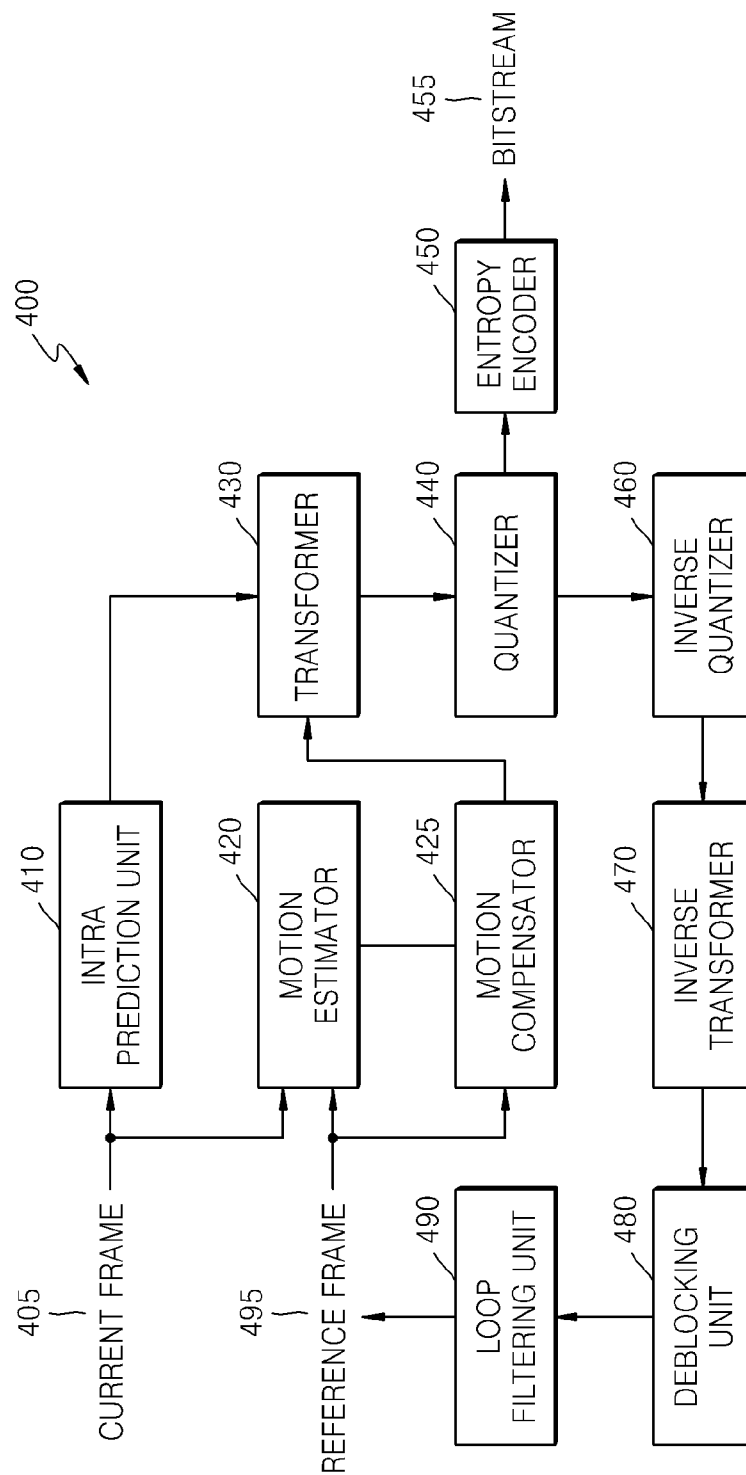 400
405
CURRENT FRAME
410
INTRA
PREDICTION UNIT
495
REFERENCE FRAME
420
MOTION
ESTIMATOR
430
TRANSFORMER
425
MOTION
COMPENSATOR
440
QUANTIZER
450
ENTROPY
ENCODER
455
BITSTREAM
490
LOOP
FILTERING UNIT
480
DEBLOCKING
UNIT
470
INVERSE
TRANSFORMER
460
INVERSE
QUANTIZER